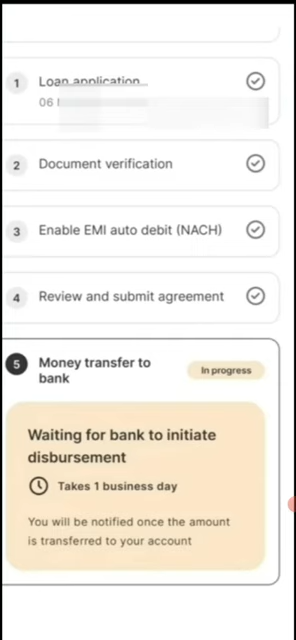 1 Loan application...
06
2 Document verification
3 Enable EMI auto debit (NACH)
4 Review and submit agreement
5 Money transfer to
bank
In progress
Waiting for bank to initiate
disbursement
Takes 1 business day
You will be notified once the amount
is transferred to your account